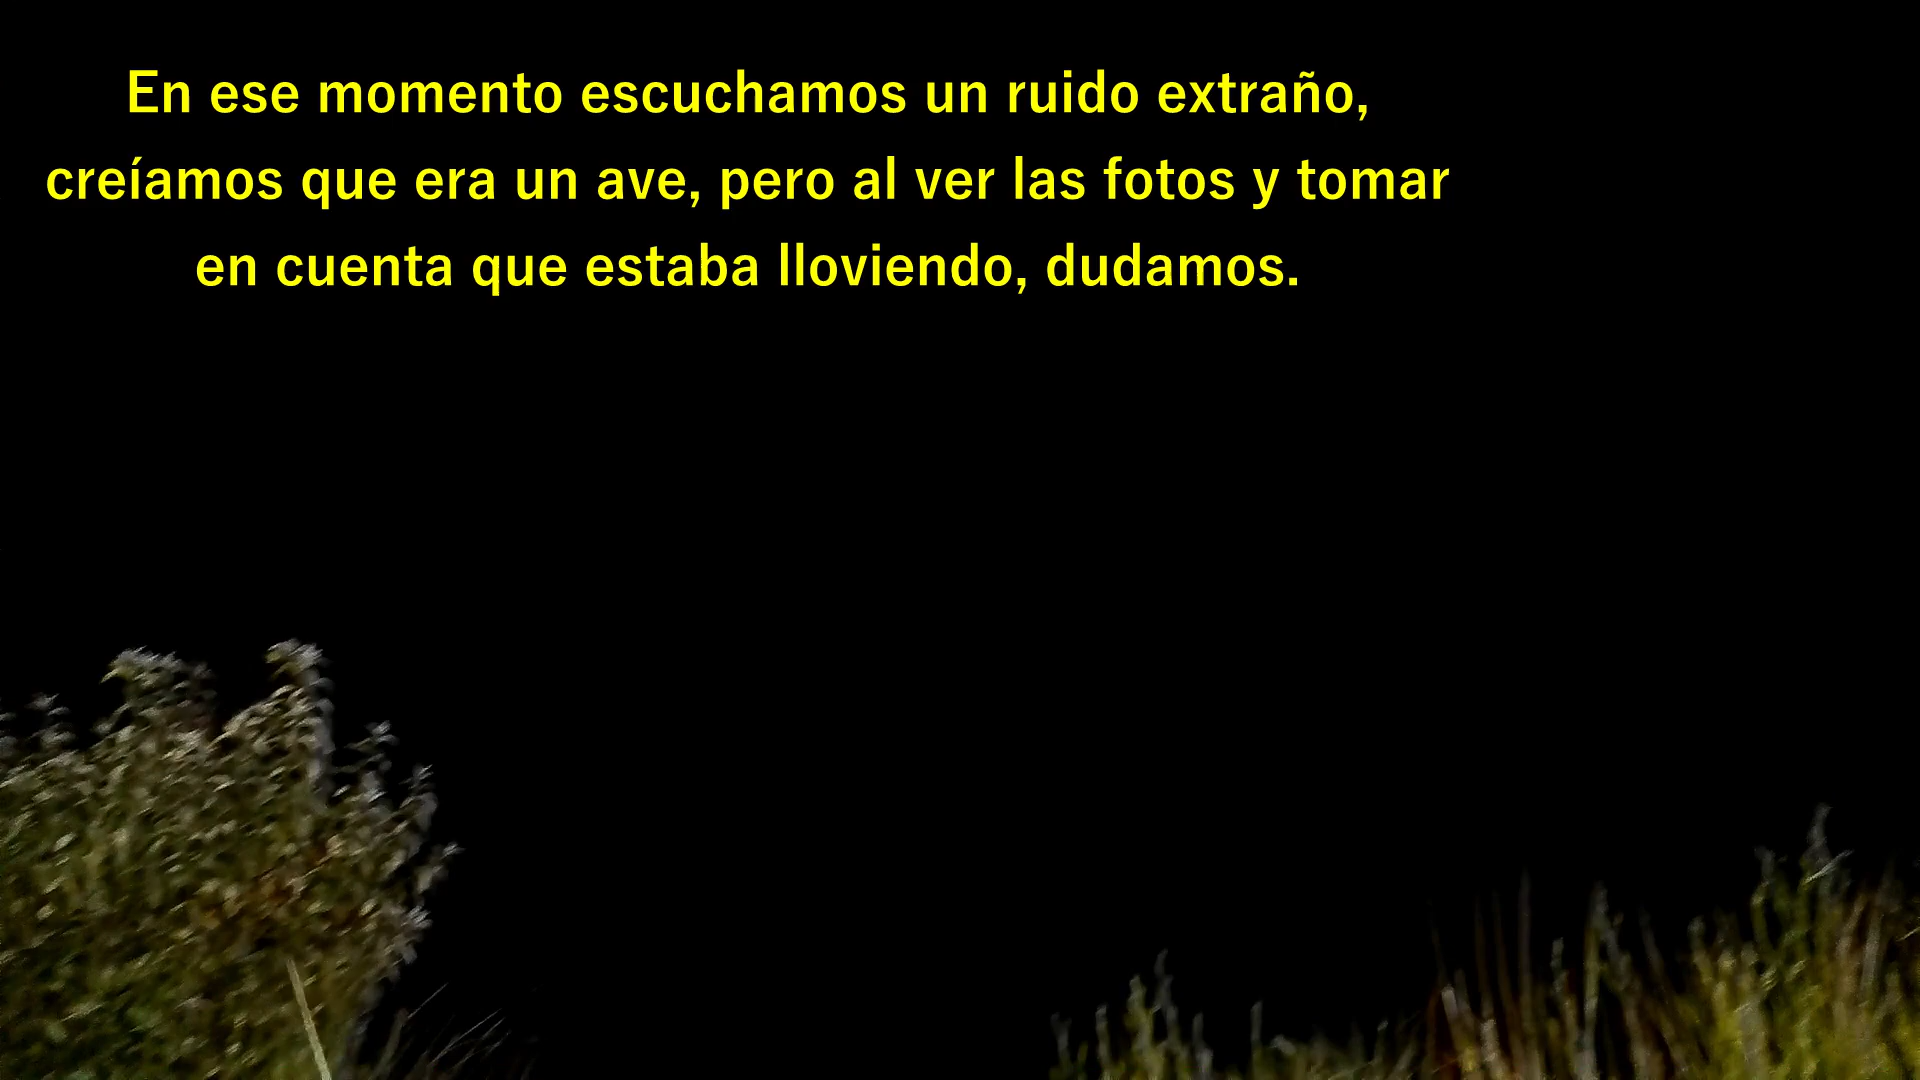 En ese momento escuchamos un ruido extraño,
creíamos que era un ave, pero al ver las fotos y tomar
en cuenta que estaba lloviendo, dudamos.